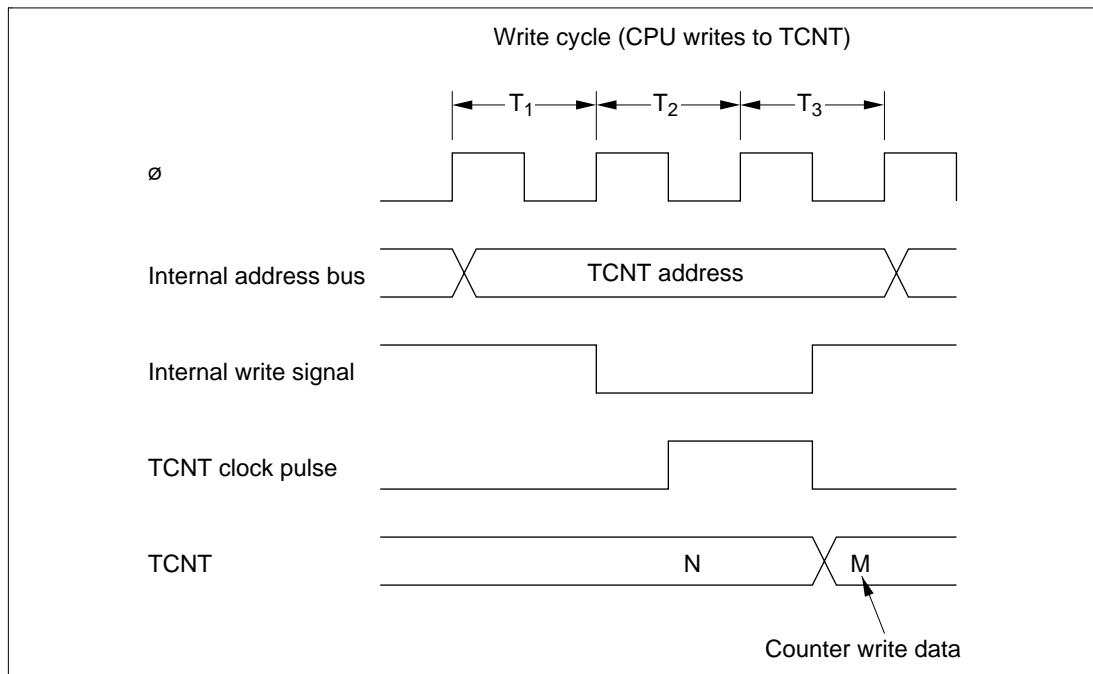 Write cycle (CPU writes to TCNT)
T1 T2 T3
ø
Internal address bus TCNT address
Internal write signal
TCNT clock pulse
TCNT N M
Counter write data